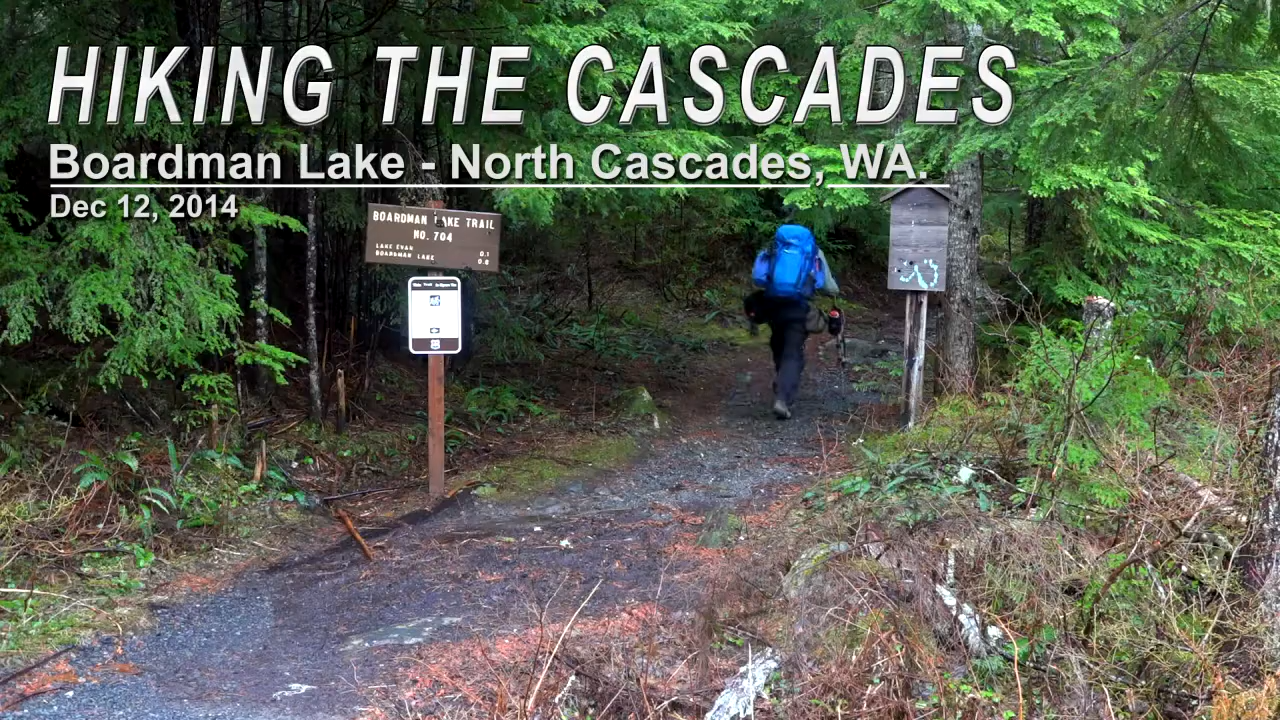 HIKING THE CASCADES
Boardman Lake - North Cascades, WA.
Dec 12, 2014
BOARDMAN LAKE TRAIL
NO. 704
LAKE EVAN 0.1
BOARDMAN LAKE 0.8